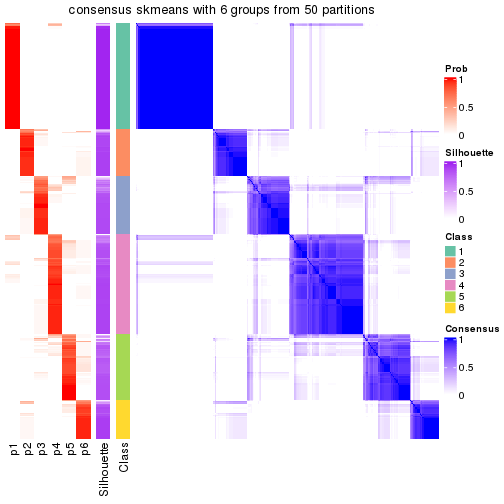 consensus skmeans with 6 groups from 50 partitions
Prob
1
0.5
0
Silhouette
1
0.5
0
Class
1
2
3
4
5
6
Consensus
1
0.5
0
p1
p2
p3
p4
p5
p6
Silhouette
Class